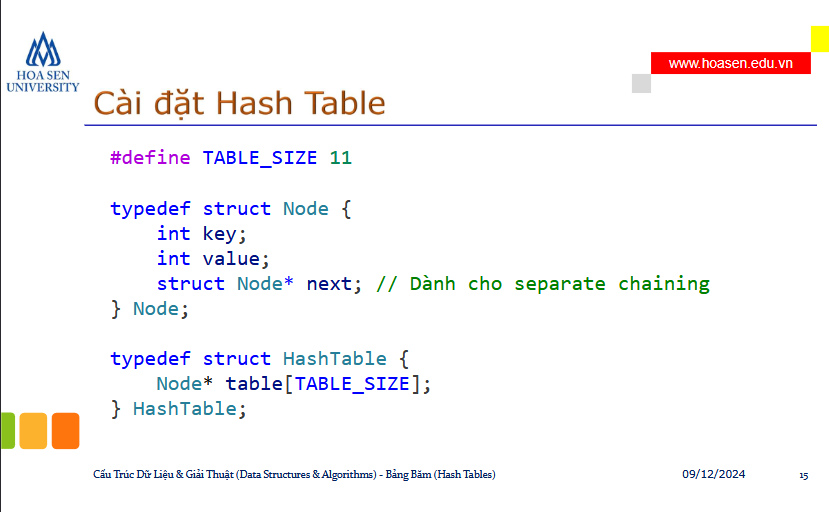 HOA SEN
UNIVERSITY
www.hoasen.edu.vn
Cài đặt Hash Table
#define TABLE_SIZE 11
typedef struct Node {
int key;
int value;
struct Node* next; // Dành cho separate chaining
} Node;
typedef struct HashTable {
Node* table[TABLE_SIZE];
} HashTable;
Cấu Trúc Dữ Liệu & Giải Thuật (Data Structures & Algorithms) - Bảng Băm (Hash Tables)
09/12/2024
15